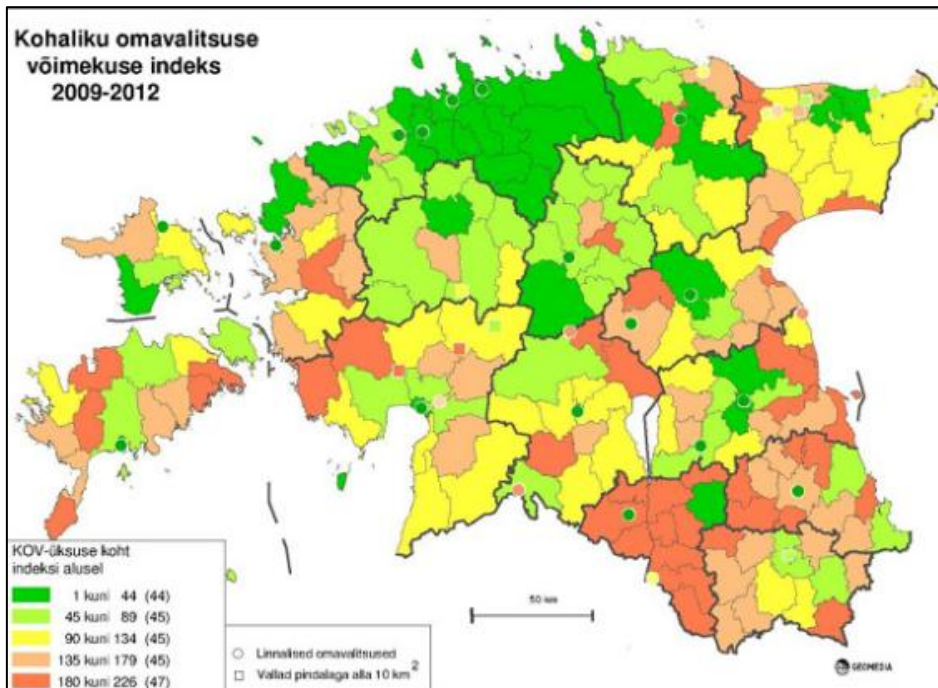 Kohaliku omavalitsuse
võimekuse indeks
2009-2012
KOV-üksuse koht
indeksi alusel
1 kuni 44 (44)
45 kuni 89 (45)
90 kuni 134 (45)
135 kuni 179 (45)
180 kuni 226 (47)
50 km
Linnalised omavalitsused
Vallad pindalaga alla 10 km²
GEOMEDIA